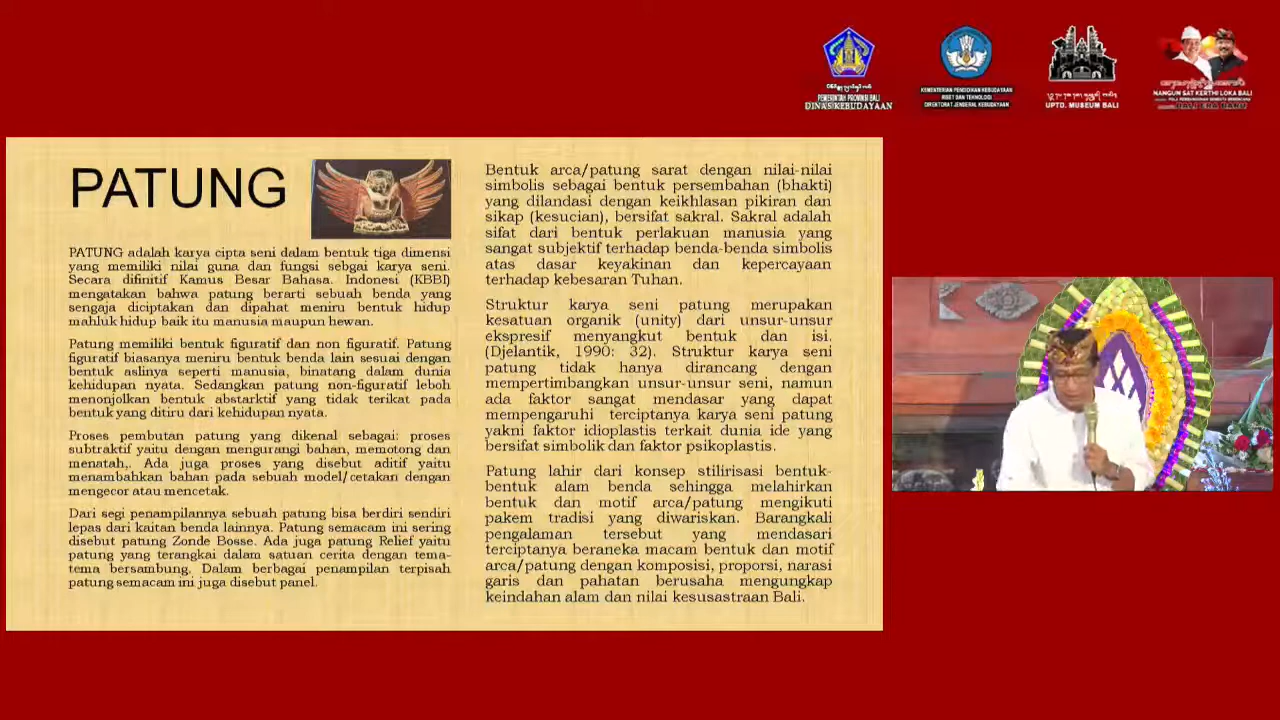 PEMERINTAH PROVINSI BALI
DINAS KEBUDAYAAN
KEMENTERIAN PENDIDIKAN KEBUDAYAAN
RISET DAN TEKNOLOGI
DIREKTORAT JENDERAL KEBUDAYAAN
UPTD. MUSEUM BALI
NANGUN SAT KERTHI LOKA BALI
BALI ERA BARU
PATUNG
PATUNG adalah karya cipta seni dalam bentuk tiga dimensi
yang memiliki nilai guna dan fungsi sebgai karya seni.
Secara difinitif Kamus Besar Bahasa. Indonesi (KBBI)
mengatakan bahwa patung berarti sebuah benda yang
sengaja diciptakan dan dipahat meniru bentuk hidup
mahluk hidup baik itu manusia maupun hewan.
Patung memiliki bentuk figuratif dan non figuratif. Patung
figuratif biasanya meniru bentuk benda lain sesuai dengan
bentuk aslinya seperti manusia, binatang dalam dunia
kehidupan nyata. Sedangkan patung non-figuratif leboh
menonjolkan bentuk abstarktif yang tidak terikat pada
bentuk yang ditiru dari kehidupan nyata.
Proses pembutan patung yang dikenal sebagai: proses
subtraktif yaitu dengan mengurangi bahan, memotong dan
menatah,. Ada juga proses yang disebut aditif yaitu
menambahkan bahan pada sebuah model/cetakan dengan
mengecor atau mencetak.
Dari segi penampilannya sebuah patung bisa berdiri sendiri
lepas dari kaitan benda lainnya. Patung semacam ini sering
disebut patung Zonde Bosse. Ada juga patung Relief yaitu
patung yang terangkai dalam satuan cerita dengan tema-
tema bersambung. Dalam berbagai penampilan terpisah
patung semacam ini juga disebut panel.
Bentuk arca/patung sarat dengan nilai-nilai
simbolis sebagai bentuk persembahan (bhakti)
yang dilandasi dengan keikhlasan pikiran dan
sikap (kesucian), bersifat sakral. Sakral adalah
sifat dari bentuk perlakuan manusia yang
sangat subjektif terhadap benda-benda simbolis
atas dasar keyakinan dan kepercayaan
terhadap kebesaran Tuhan.
Struktur karya seni patung merupakan
kesatuan organik (unity) dari unsur-unsur
ekspresif menyangkut bentuk dan isi.
(Djelantik, 1990: 32). Struktur karya seni
patung tidak hanya dirancang dengan
mempertimbangkan unsur-unsur seni, namun
ada faktor sangat mendasar yang dapat
mempengaruhi terciptanya karya seni patung
yakni faktor idioplastis terkait dunia ide yang
bersifat simbolik dan faktor psikoplastis.
Patung lahir dari konsep stilirisasi bentuk-
bentuk alam benda sehingga melahirkan
bentuk dan motif arca/patung mengikuti
pakem tradisi yang diwariskan. Barangkali
pengalaman tersebut yang mendasari
terciptanya beraneka macam bentuk dan motif
arca/patung dengan komposisi, proporsi, narasi
garis dan pahatan berusaha mengungkap
keindahan alam dan nilai kesusastraan Bali.